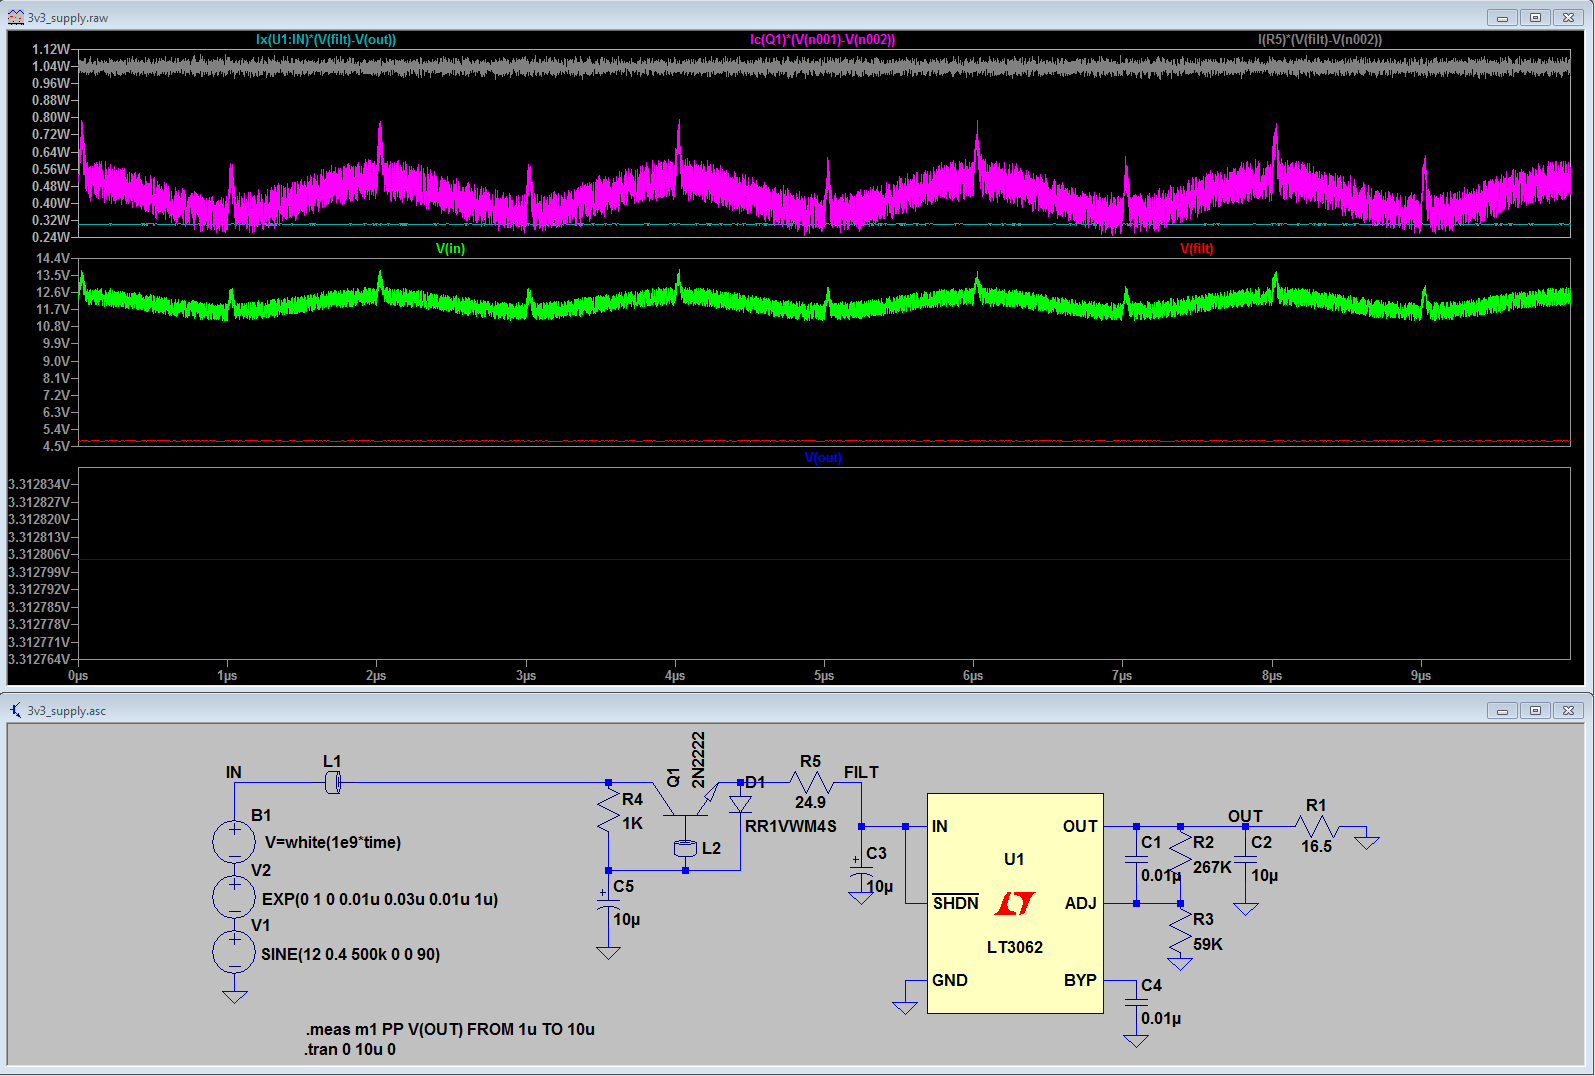 3v3_supply.raw
Ix(U1:IN)*(V(filt)-V(out)) Ic(Q1)*(V(n001)-V(n002)) I(R5)*(V(filt)-V(n002))
1.12W
1.04W
0.96W
0.88W
0.80W
0.72W
0.64W
0.56W
0.48W
0.40W
0.32W
0.24W
V(in) V(filt)
14.4V
13.5V
12.6V
11.7V
10.8V
9.9V
9.0V
8.1V
7.2V
6.3V
5.4V
4.5V
V(out)
3.312834V
3.312827V
3.312820V
3.312813V
3.312806V
3.312799V
3.312792V
3.312785V
3.312778V
3.312771V
3.312764V
0µs 1µs 2µs 3µs 4µs 5µs 6µs 7µs 8µs 9µs
3v3_supply.asc
IN
L1
B1
V=white(1e9*time)
V2
EXP(0 1 0 0.01u 0.03u 0.01u 1u)
V1
SINE(12 0.4 500k 0 0 90)
R4
1K
C5
10µ
Q1
2N2222
L2
D1
RR1VWM4S
R5
24.9
FILT
C3
10µ
IN
OUT
U1
SHDN
ADJ
LT3062
GND
BYP
C1
0.01µ
R2
267K
OUT
C2
10µ
R1
16.5
R3
59K
C4
0.01µ
.meas m1 PP V(OUT) FROM 1u TO 10u
.tran 0 10u 0